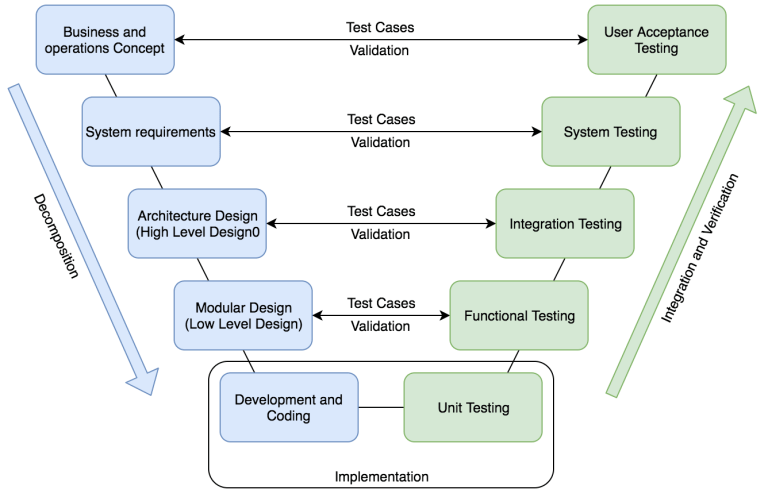 Business and
operations Concept
Test Cases
Validation
User Acceptance
Testing
System requirements
Test Cases
Validation
System Testing
Decomposition
Architecture Design
(High Level Design0
Test Cases
Validation
Integration Testing
Integration and Verification
Modular Design
(Low Level Design)
Test Cases
Validation
Functional Testing
Development and
Coding
Unit Testing
Implementation